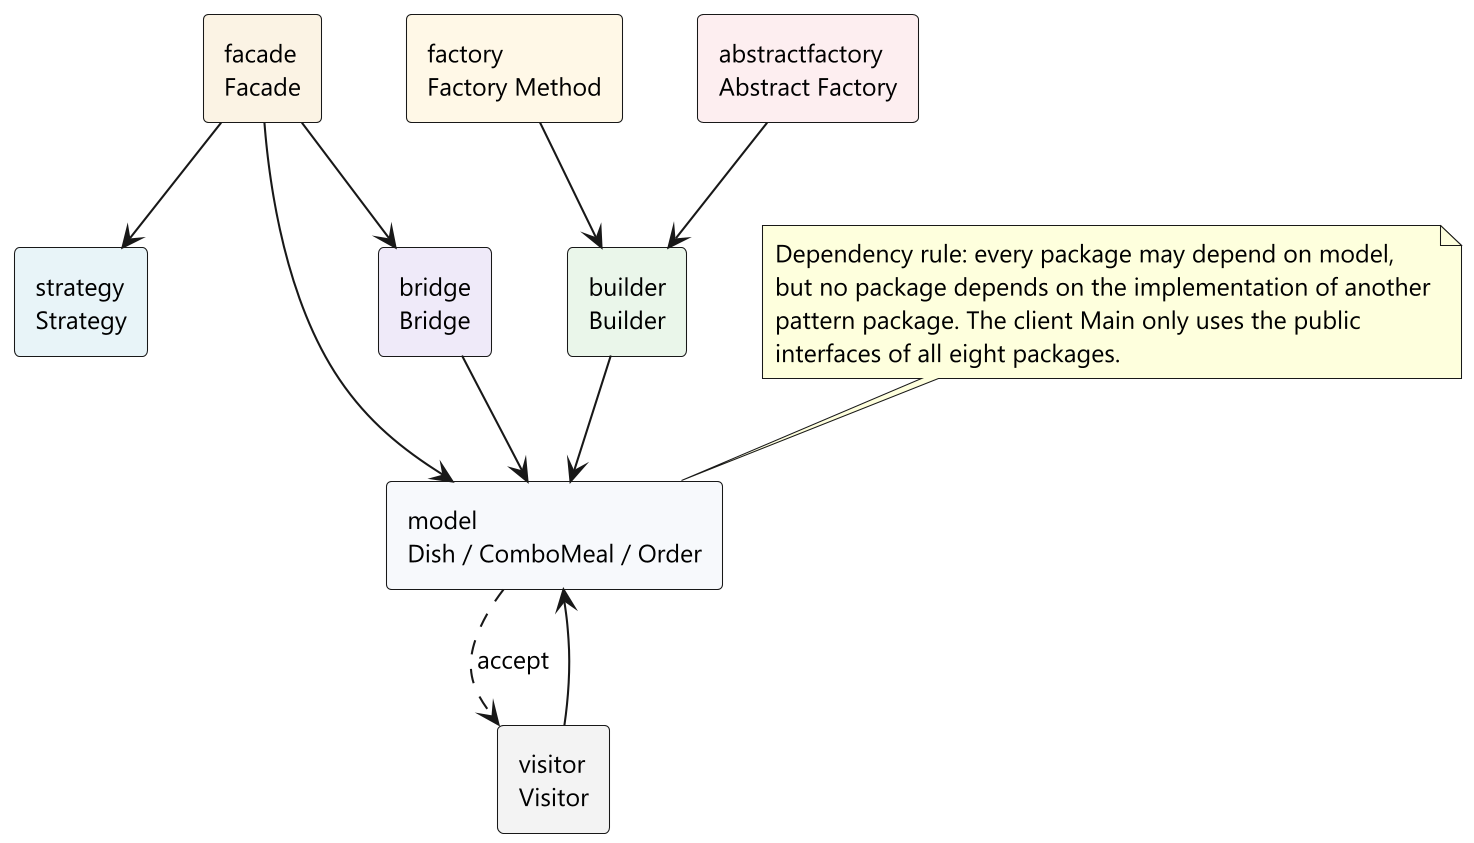 facade
Facade
factory
Factory Method
abstractfactory
Abstract Factory
strategy
Strategy
bridge
Bridge
builder
Builder
Dependency rule: every package may depend on model,
but no package depends on the implementation of another
pattern package. The client Main only uses the public
interfaces of all eight packages.
model
Dish / ComboMeal / Order
accept
visitor
Visitor